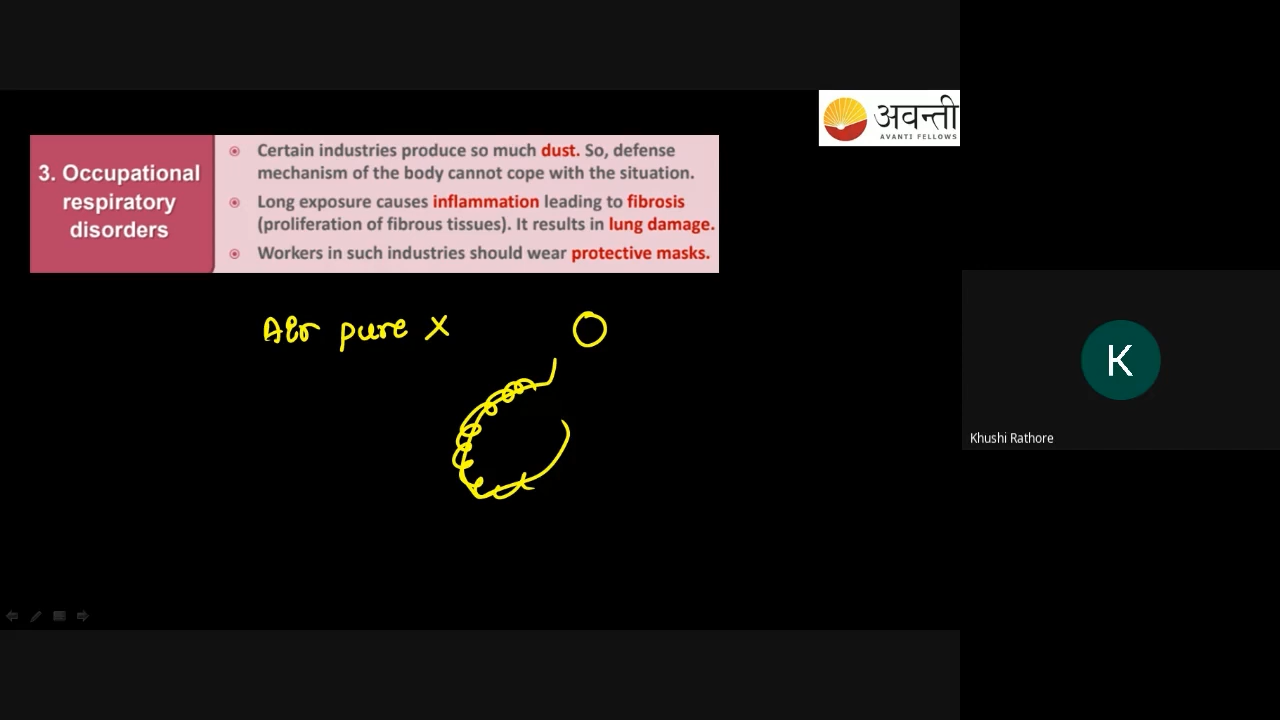 अवन्ती
AVANTI FELLOWS
3. Occupational
respiratory
disorders
Certain industries produce so much dust. So, defense
mechanism of the body cannot cope with the situation.
Long exposure causes inflammation leading to fibrosis
(proliferation of fibrous tissues). It results in lung damage.
Workers in such industries should wear protective masks.
Air pure X
K
Khushi Rathore